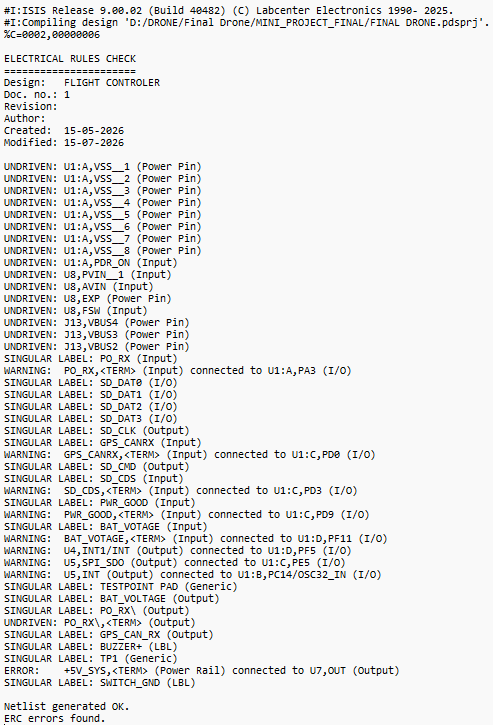 #I:ISIS Release 9.00.02 (Build 40482) (C) Labcenter Electronics 1990- 2025.
#I:Compiling design 'D:/DRONE/Final Drone/MINI_PROJECT_FINAL/FINAL DRONE.pdsprj'.
%C=0002,00000006
ELECTRICAL RULES CHECK
======================
Design:   FLIGHT CONTROLER
Doc. no.: 1
Revision:
Author:
Created:  15-05-2026
Modified: 15-07-2026
UNDRIVEN: U1:A,VSS__1 (Power Pin)
UNDRIVEN: U1:A,VSS__2 (Power Pin)
UNDRIVEN: U1:A,VSS__3 (Power Pin)
UNDRIVEN: U1:A,VSS__4 (Power Pin)
UNDRIVEN: U1:A,VSS__5 (Power Pin)
UNDRIVEN: U1:A,VSS__6 (Power Pin)
UNDRIVEN: U1:A,VSS__7 (Power Pin)
UNDRIVEN: U1:A,VSS__8 (Power Pin)
UNDRIVEN: U1:A,PDR_ON (Input)
UNDRIVEN: U8,PVIN__1 (Input)
UNDRIVEN: U8,AVIN (Input)
UNDRIVEN: U8,EXP (Power Pin)
UNDRIVEN: U8,FSW (Input)
UNDRIVEN: J13,VBUS4 (Power Pin)
UNDRIVEN: J13,VBUS3 (Power Pin)
UNDRIVEN: J13,VBUS2 (Power Pin)
SINGULAR LABEL: PO_RX (Input)
WARNING:  PO_RX,<TERM> (Input) connected to U1:A,PA3 (I/O)
SINGULAR LABEL: SD_DAT0 (I/O)
SINGULAR LABEL: SD_DAT1 (I/O)
SINGULAR LABEL: SD_DAT2 (I/O)
SINGULAR LABEL: SD_DAT3 (I/O)
SINGULAR LABEL: SD_CLK (Output)
SINGULAR LABEL: GPS_CANRX (Input)
WARNING:  GPS_CANRX,<TERM> (Input) connected to U1:C,PD0 (I/O)
SINGULAR LABEL: SD_CMD (Output)
SINGULAR LABEL: SD_CDS (Input)
WARNING:  SD_CDS,<TERM> (Input) connected to U1:C,PD3 (I/O)
SINGULAR LABEL: PWR_GOOD (Input)
WARNING:  PWR_GOOD,<TERM> (Input) connected to U1:C,PD9 (I/O)
SINGULAR LABEL: BAT_VOTAGE (Input)
WARNING:  BAT_VOTAGE,<TERM> (Input) connected to U1:D,PF11 (I/O)
WARNING:  U4,INT1/INT (Output) connected to U1:D,PF5 (I/O)
WARNING:  U5,SPI_SDO (Output) connected to U1:C,PE5 (I/O)
WARNING:  U5,INT (Output) connected to U1:B,PC14/OSC32_IN (I/O)
SINGULAR LABEL: TESTPOINT PAD (Generic)
SINGULAR LABEL: BAT_VOLTAGE (Output)
SINGULAR LABEL: PO_RX\ (Output)
UNDRIVEN: PO_RX\,<TERM> (Output)
SINGULAR LABEL: GPS_CAN_RX (Output)
SINGULAR LABEL: BUZZER+ (LBL)
SINGULAR LABEL: TP1 (Generic)
ERROR:    +5V_SYS,<TERM> (Power Rail) connected to U7,OUT (Output)
SINGULAR LABEL: SWITCH_GND (LBL)
Netlist generated OK.
ERC errors found.